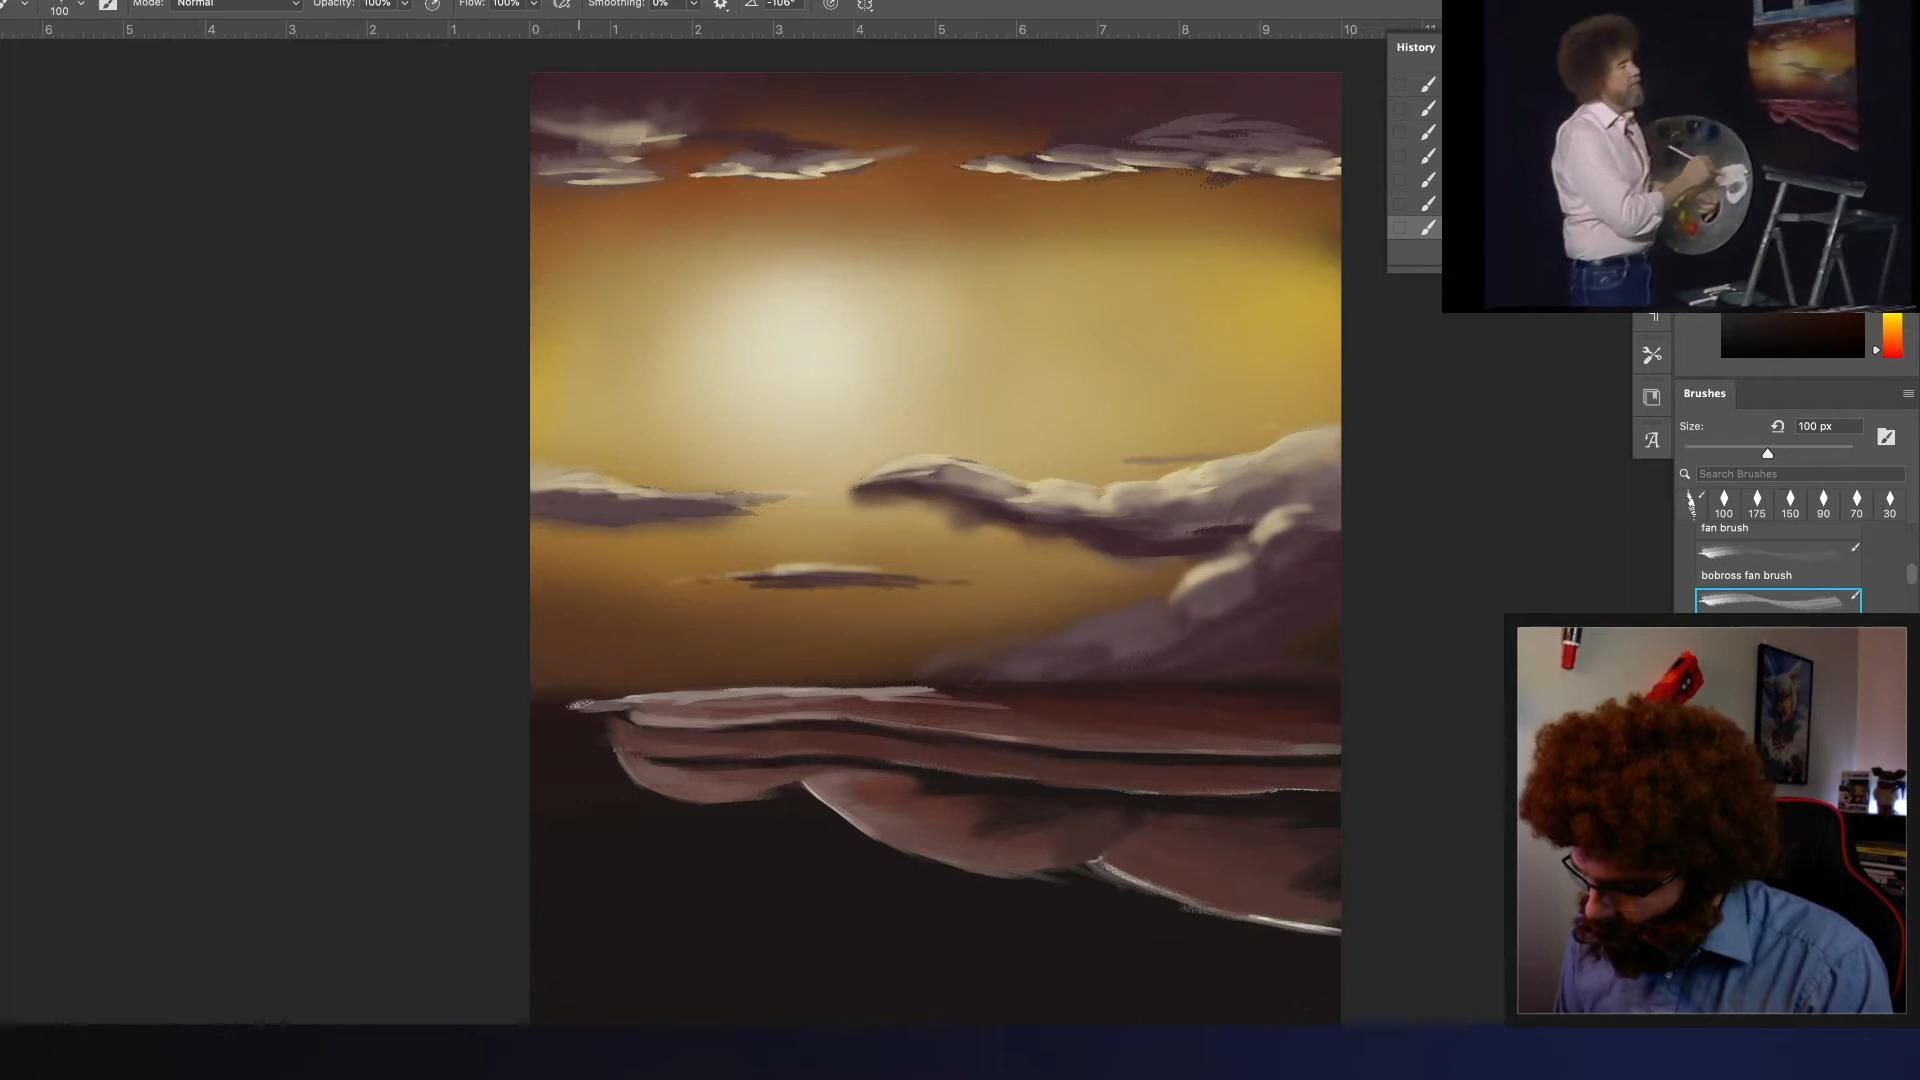 100 Mode: Normal Opacity: 100% Flow: 100% Smoothing: 0% -106°
6 5 4 3 2 1 0 1 2 3 4 5 6 7 8 9 10 11
History
Brushes
Size: 100 px
Search Brushes
100 175 150 90 70 30
fan brush
bobross fan brush